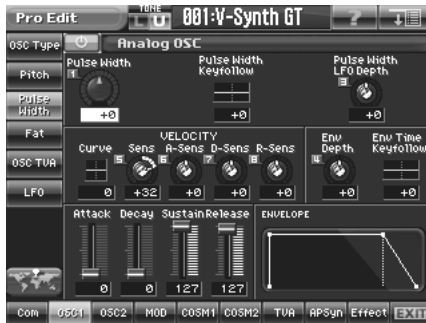 Pro Edit
TONE
L U
001:V-Synth GT
?
OSC Type
Analog OSC
Pitch
Pulse Width
Fat
OSC TVA
LFO
Pulse Width
1
+0
Pulse Width Keyfollow
+0
Pulse Width LFO Depth
3
+0
VELOCITY
Curve Sens A-Sens D-Sens R-Sens
5 6 7 8
0 +32 +0 +0 +0
Env Depth
4
+0
Env Time Keyfollow
+0
Attack Decay Sustain Release
0 0 127 127
ENVELOPE
Com OSC1 OSC2 MOD COSM1 COSM2 TVA APSyn Effect EXIT